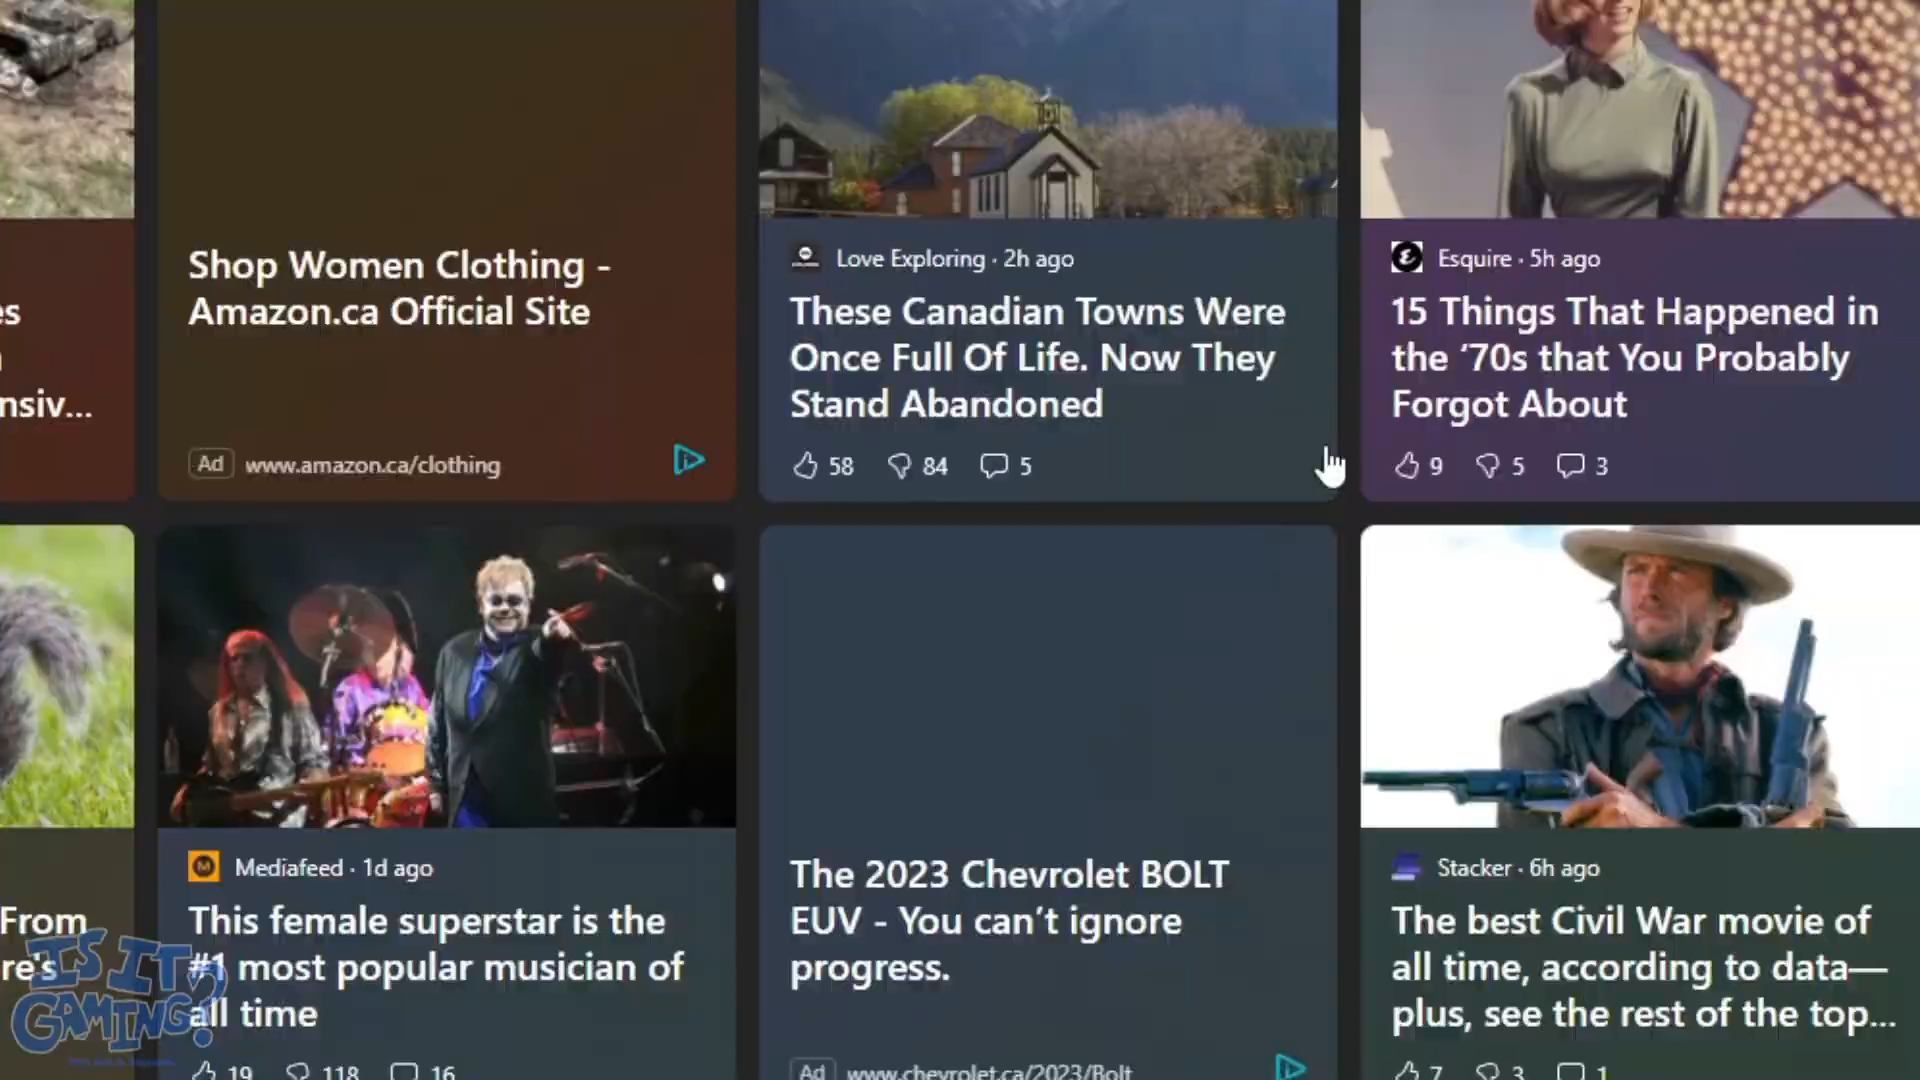 es
nsiv...
Shop Women Clothing -
Amazon.ca Official Site
Ad www.amazon.ca/clothing
Love Exploring · 2h ago
These Canadian Towns Were
Once Full Of Life. Now They
Stand Abandoned
58 84 5
Esquire · 5h ago
15 Things That Happened in
the ‘70s that You Probably
Forgot About
9 5 3
From
re's
IS IT
GAMING?
M
Mediafeed · 1d ago
This female superstar is the
#1 most popular musician of
all time
19 118 16
The 2023 Chevrolet BOLT
EUV - You can’t ignore
progress.
Ad www.chevrolet.ca/2023/Bolt
Stacker · 6h ago
The best Civil War movie of
all time, according to data—
plus, see the rest of the top...
7 3 1